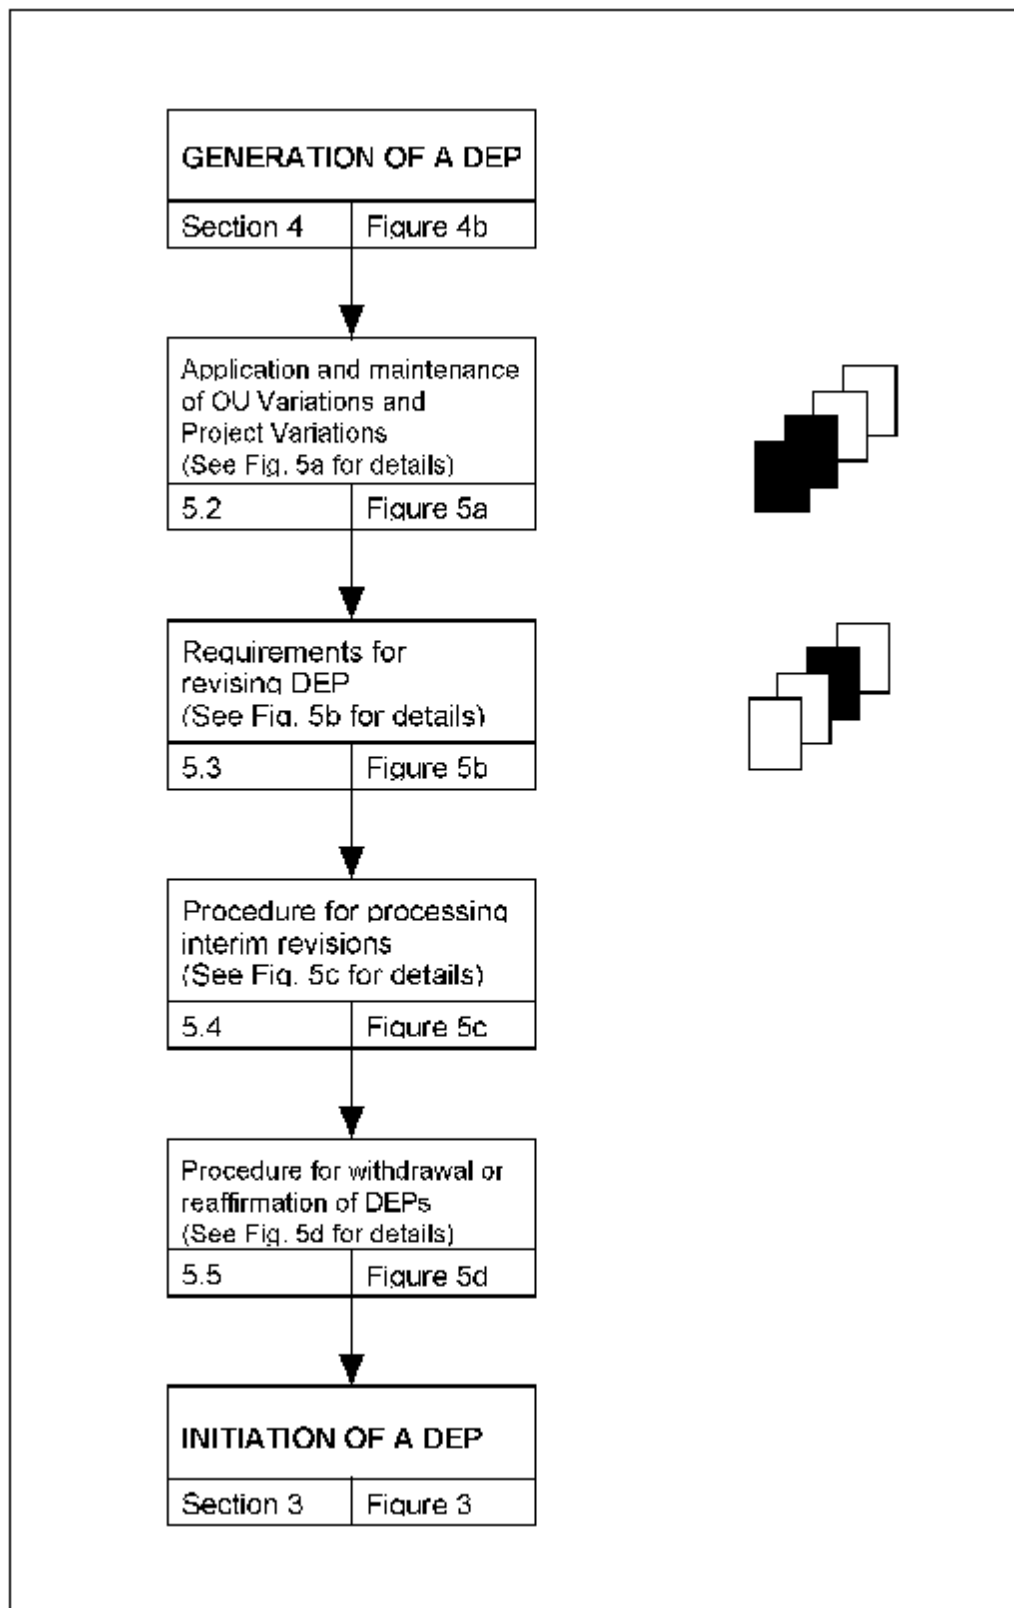 GENERATION OF A DEP
Section 4 Figure 4b
Application and maintenance
of OU Variations and
Project Variations
(See Fig. 5a for details)
5.2 Figure 5a
Requirements for
revising DEP
(See Fig. 5b for details)
5.3 Figure 5b
Procedure for processing
interim revisions
(See Fig. 5c for details)
5.4 Figure 5c
Procedure for withdrawal or
reaffirmation of DEPs
(See Fig. 5d for details)
5.5 Figure 5d
INITIATION OF A DEP
Section 3 Figure 3